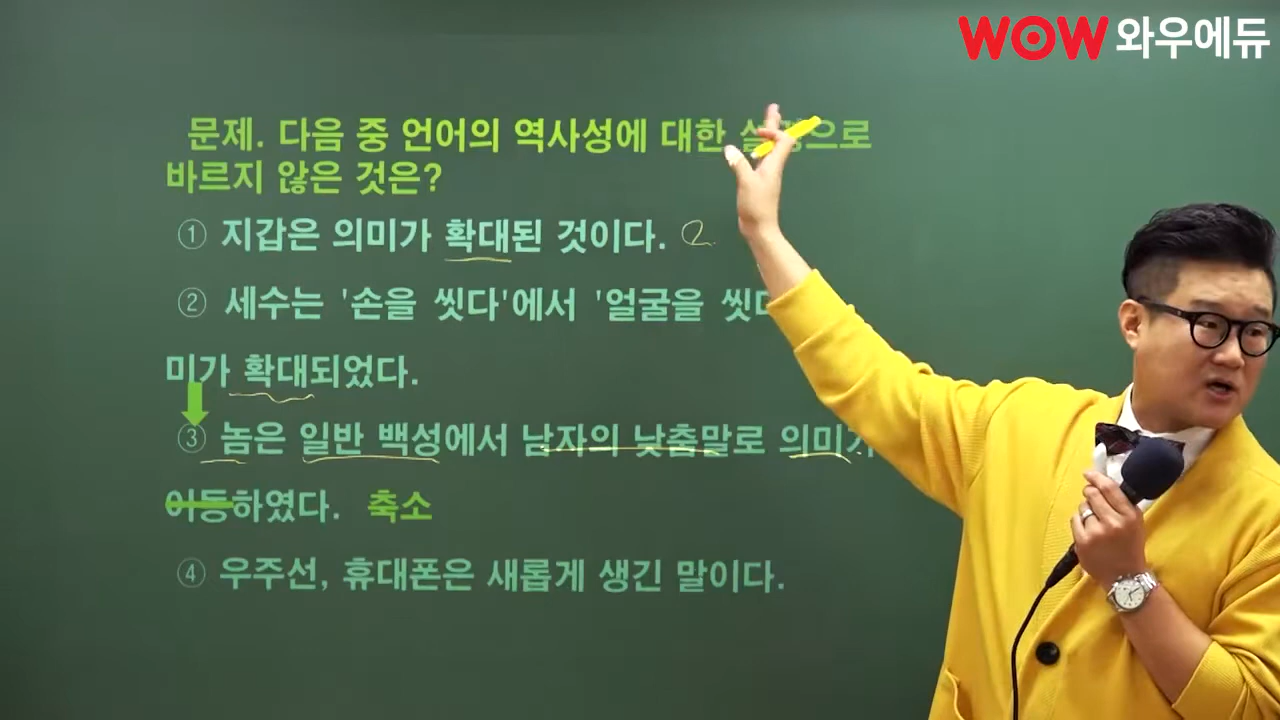 WOW 와우에듀
문제. 다음 중 언어의 역사성에 대한 설명으로
바르지 않은 것은?
① 지갑은 의미가 확대된 것이다. 2
② 세수는 '손을 씻다'에서 '얼굴을
미가 확대되었다.
③ 놈은 일반 백성에서 남자의 낮춤말로 의미가
이동하였다. 축소
④ 우주선, 휴대폰은 새롭게 생긴 말이다.